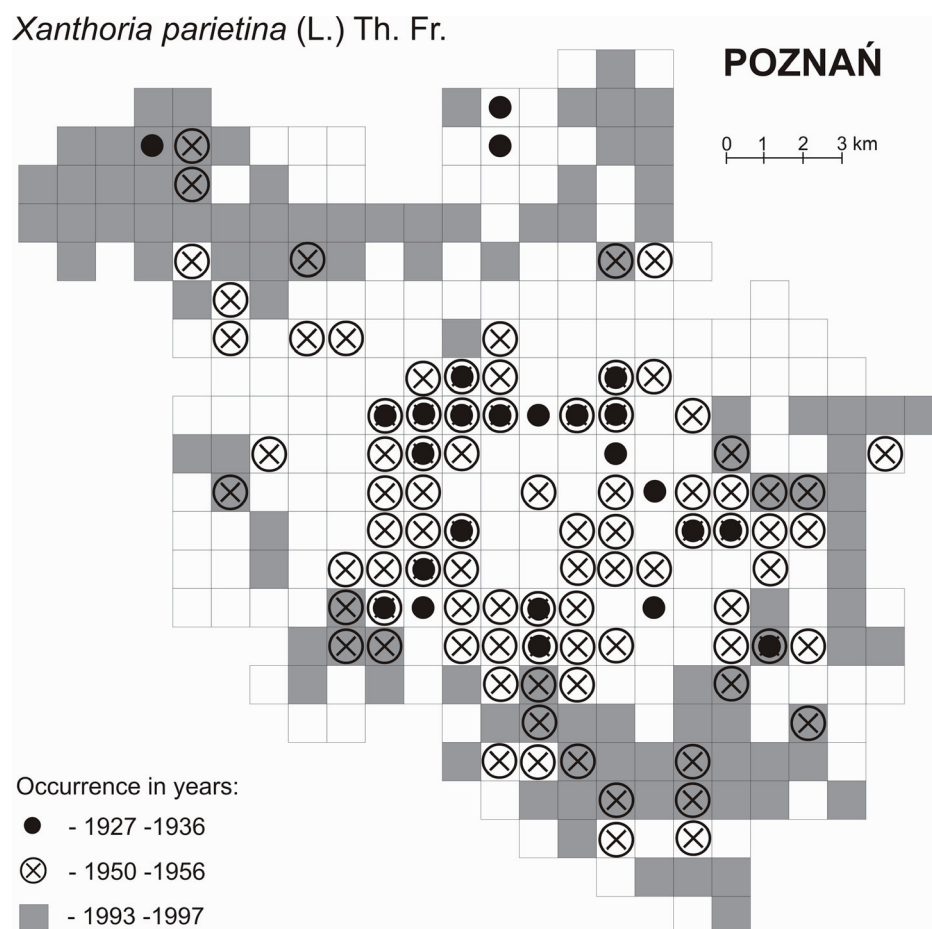 Xanthoria parietina (L.) Th. Fr.
POZNAŃ
0 1 2 3 km
Occurrence in years:
- 1927 -1936
- 1950 -1956
- 1993 -1997